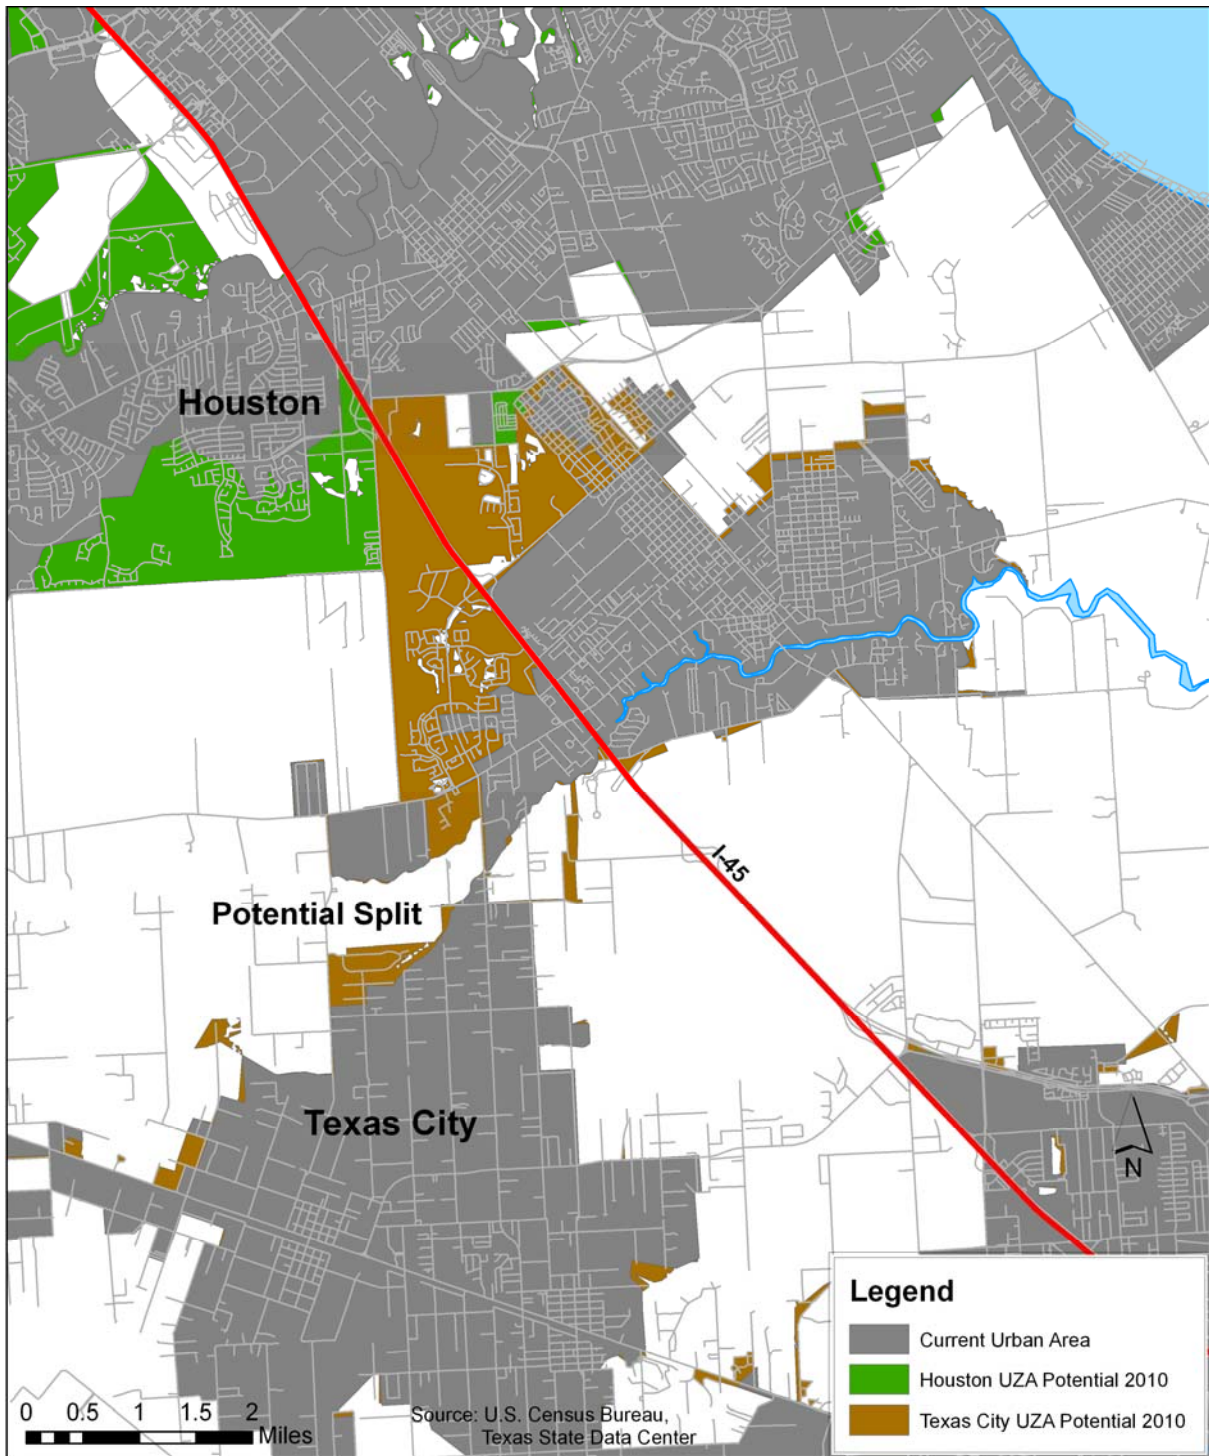 Houston
I-45
Potential Split
Texas City
N
Legend
Current Urban Area
Houston UZA Potential 2010
Texas City UZA Potential 2010
0 0.5 1 1.5 2
Miles
Source: U.S. Census Bureau,
Texas State Data Center